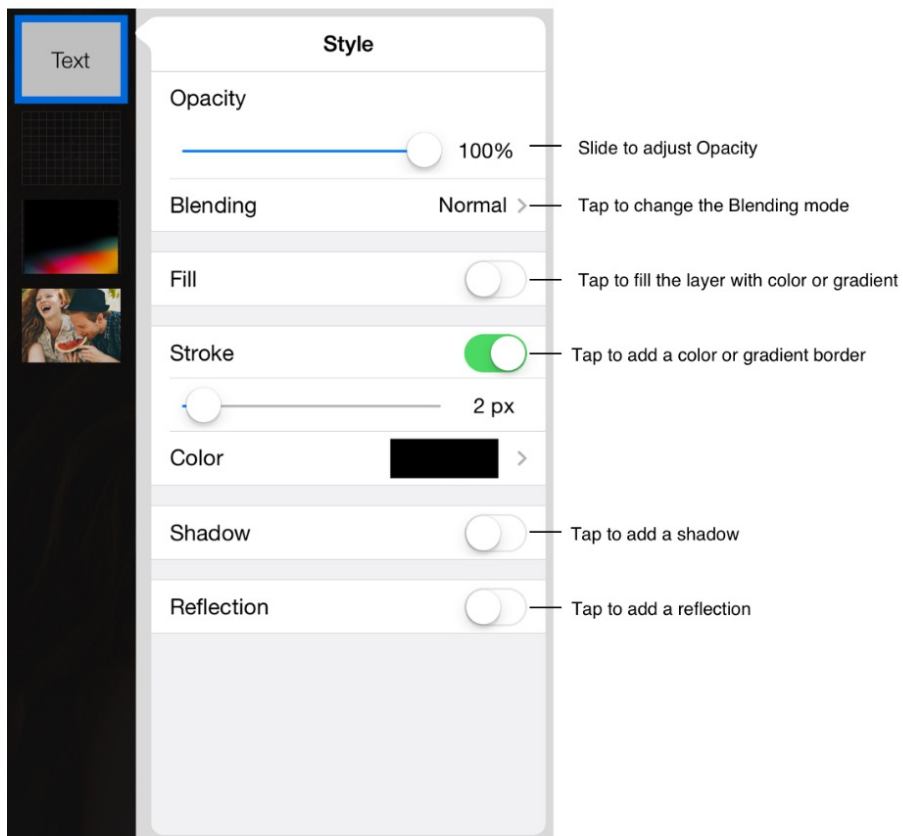 Text
Style
Opacity
100%
Slide to adjust Opacity
Blending
Normal
Tap to change the Blending mode
Fill
Tap to fill the layer with color or gradient
Stroke
Tap to add a color or gradient border
2 px
Color
Shadow
Tap to add a shadow
Reflection
Tap to add a reflection